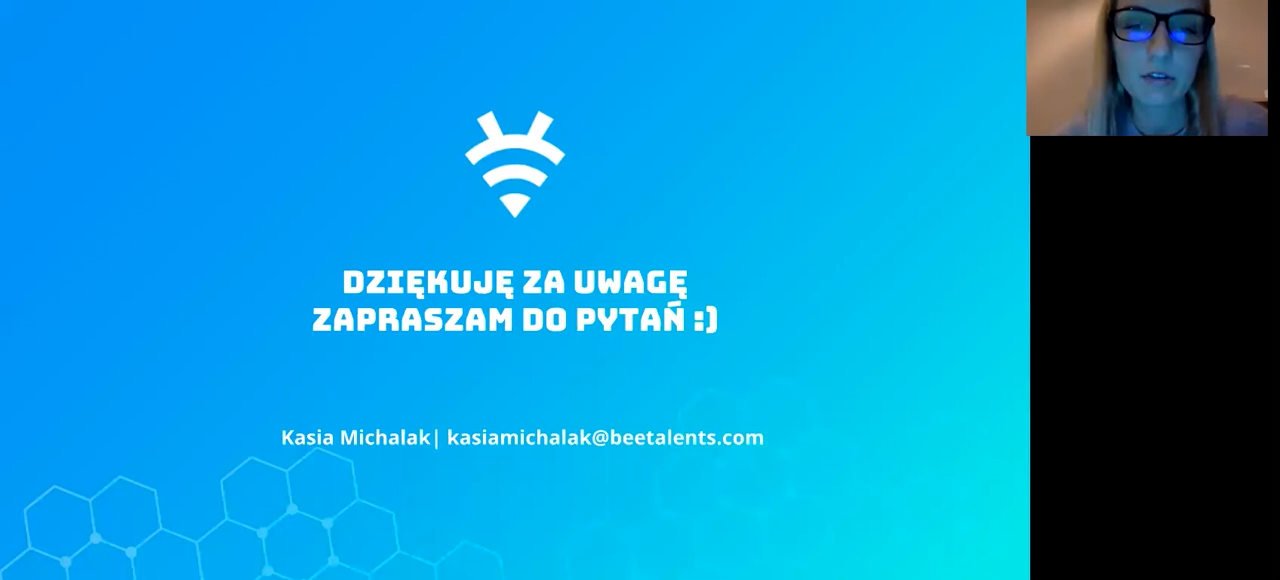 DZIĘKUJĘ ZA UWAGĘ
ZAPRASZAM DO PYTAŃ :)
Kasia Michalak| kasiamichalak@beetalents.com